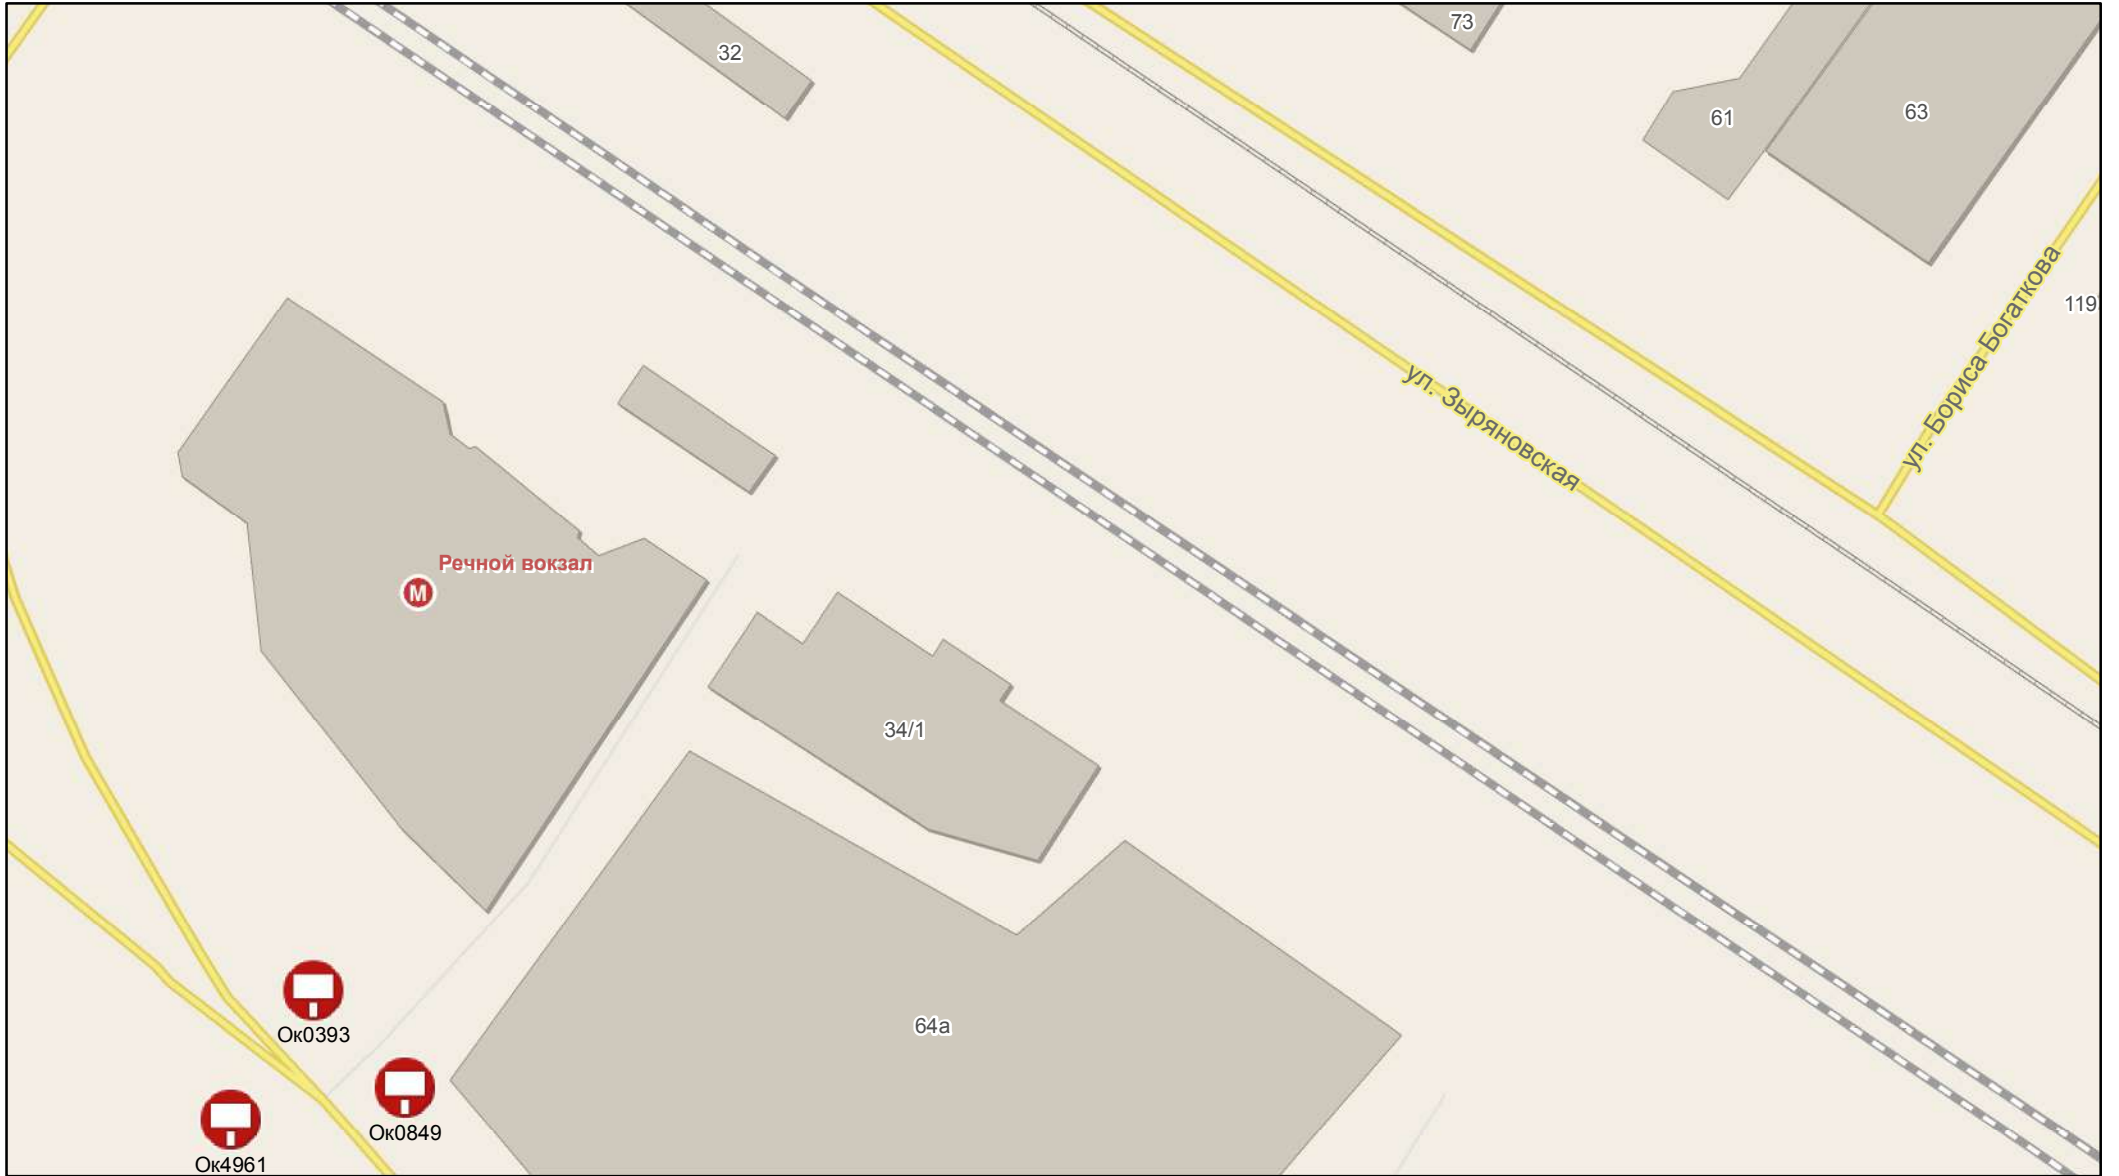 73
32
63
61
ул. Бориса Богаткова
119
ул. Зыряновская
Речной вокзал
М
34/1
64а
Ок0393
Ок0849
Ок4961